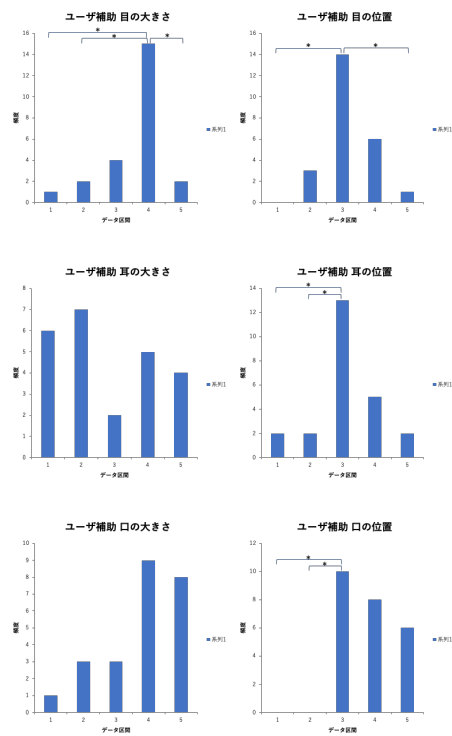 ユーザ補助 目の大きさ
16
14
12
10
8
6
4
2
0
頻度
* * *
1 2 3 4 5
データ区間
系列1
ユーザ補助 目の位置
16
14
12
10
8
6
4
2
0
頻度
* *
1 2 3 4 5
データ区間
系列1
ユーザ補助 耳の大きさ
8
7
6
5
4
3
2
1
0
頻度
1 2 3 4 5
データ区間
系列1
ユーザ補助 耳の位置
14
12
10
8
6
4
2
0
頻度
* *
1 2 3 4 5
データ区間
系列1
ユーザ補助 口の大きさ
10
9
8
7
6
5
4
3
2
1
0
頻度
1 2 3 4 5
データ区間
系列1
ユーザ補助 口の位置
12
10
8
6
4
2
0
頻度
* *
1 2 3 4 5
データ区間
系列1